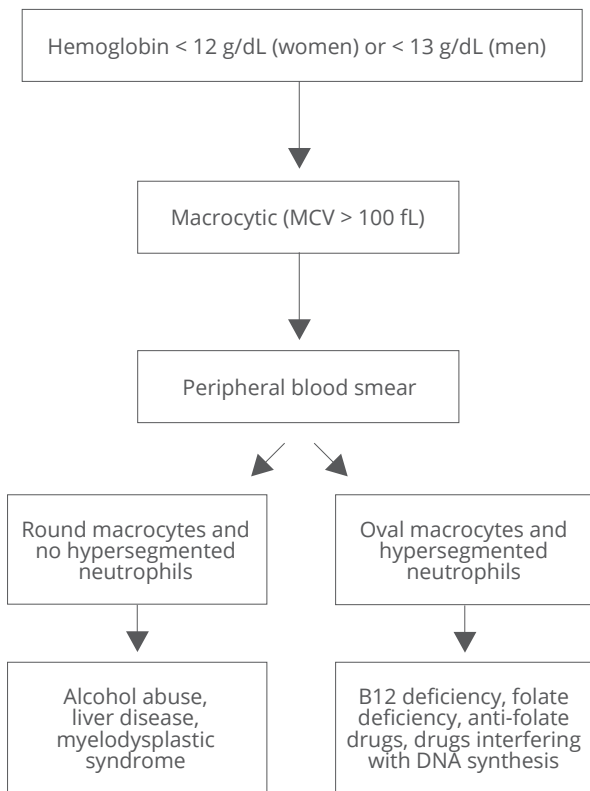 Hemoglobin < 12 g/dL (women) or < 13 g/dL (men)
Macrocytic (MCV > 100 fL)
Peripheral blood smear
Round macrocytes and
no hypersegmented
neutrophils
Oval macrocytes and
hypersegmented
neutrophils
Alcohol abuse,
liver disease,
myelodysplastic
syndrome
B12 deficiency, folate
deficiency, anti-folate
drugs, drugs interfering
with DNA synthesis